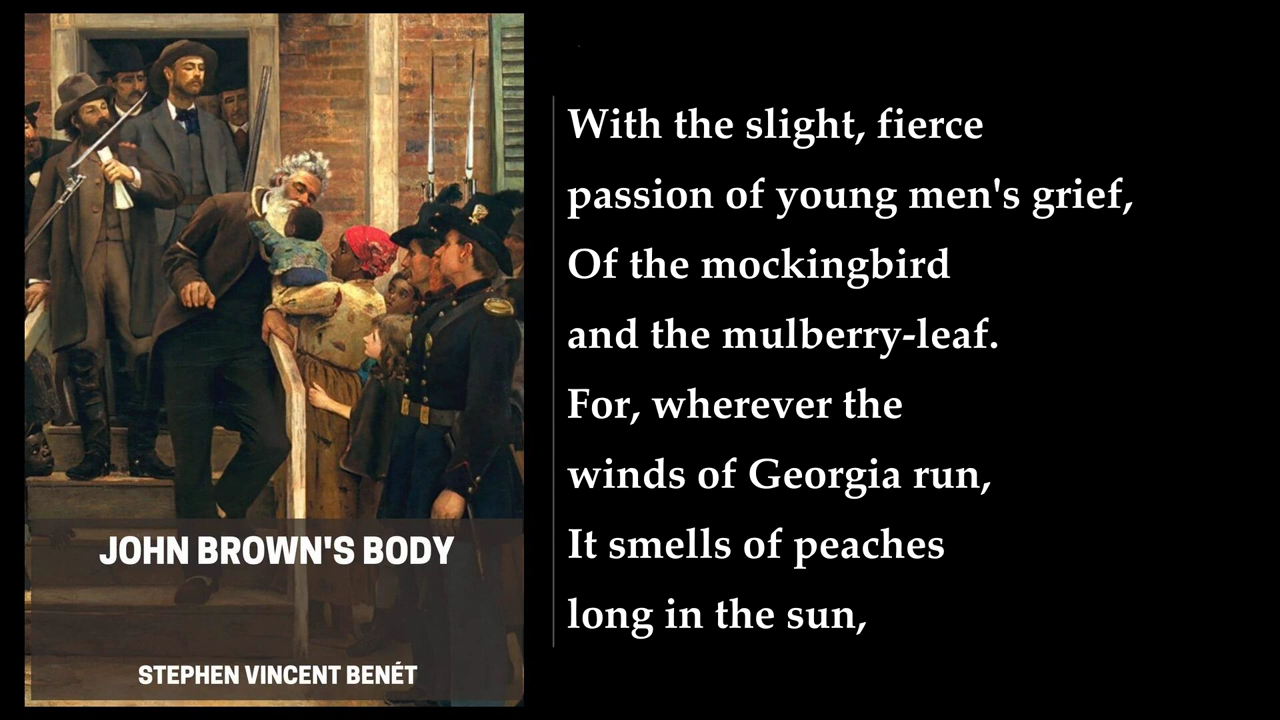 JOHN BROWN'S BODY
STEPHEN VINCENT BENÉT
With the slight, fierce
passion of young men's grief,
Of the mockingbird
and the mulberry-leaf.
For, wherever the
winds of Georgia run,
It smells of peaches
long in the sun,